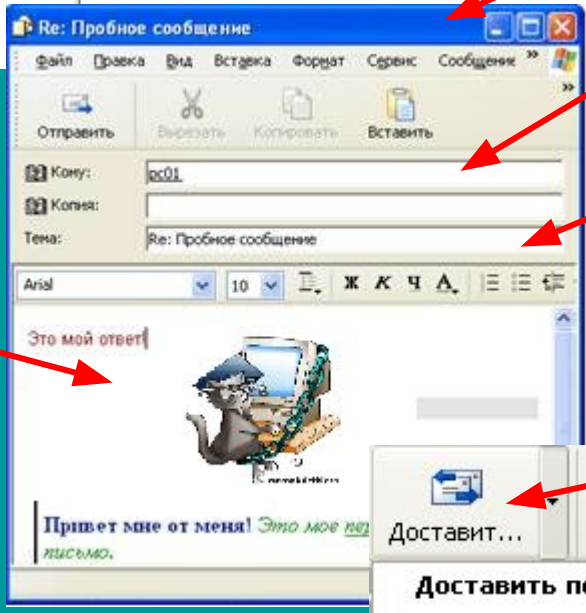 Re: Пробное сообщение
Файл Правка Вид Вставка Формат Сервис Сообщение »
Отправить Вырезать Копировать Вставить »
Кому: pc01
Копия:
Тема: Re: Пробное сообщение
Arial 10 Ж К Ч А
Это мой ответ!
Привет мне от меня! Это мое
письмо.
Доставит...
Доставить